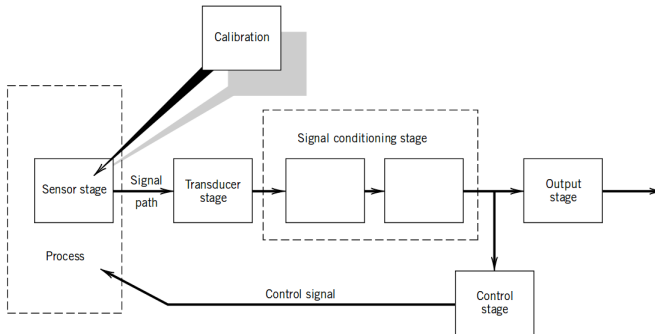 Calibration
Signal conditioning stage
Sensor stage
Signal
path
Transducer
stage
Output
stage
Process
Control signal
Control
stage